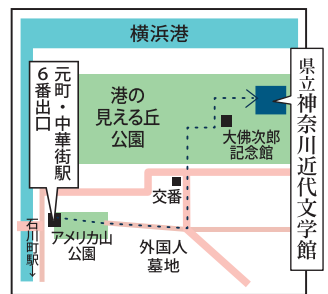 横浜港
県立神奈川近代文学館
元町・中華街駅
６番出口
港の
見える丘
公園
大佛次郎
記念館
交番
石川町駅→
アメリカ山
公園
外国人
墓地